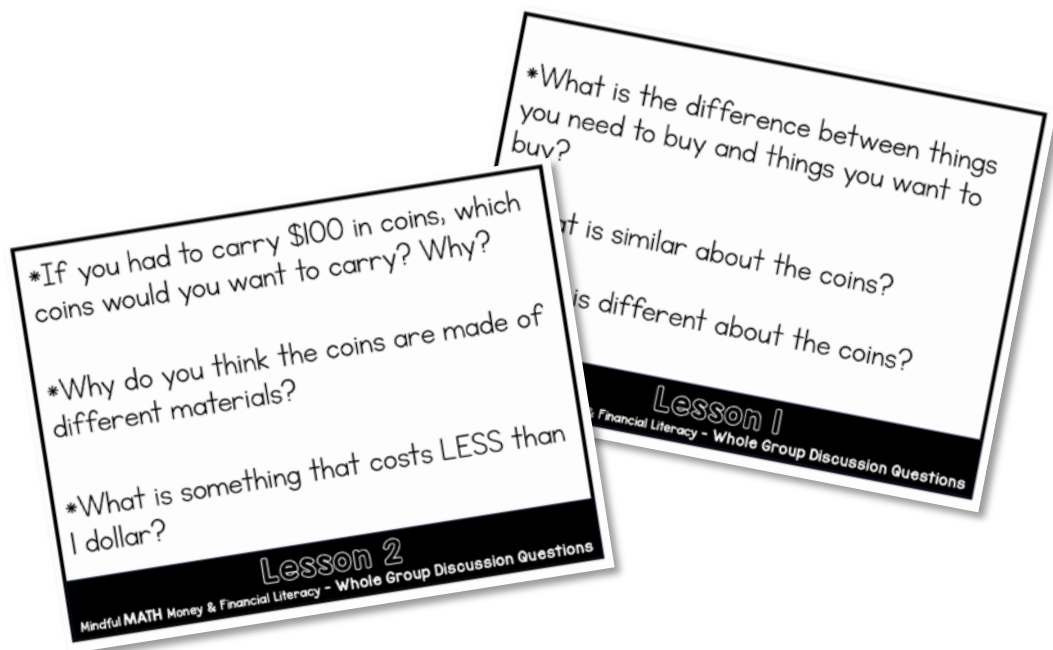 *What is the difference between things
you need to buy and things you want to
buy?
is similar about the coins?
is different about the coins?
Lesson 1
Financial Literacy - Whole Group Discussion Questions
*If you had to carry $100 in coins, which
coins would you want to carry? Why?
*Why do you think the coins are made of
different materials?
*What is something that costs LESS than
1 dollar?
Lesson 2
Mindful MATH Money & Financial Literacy - Whole Group Discussion Questions